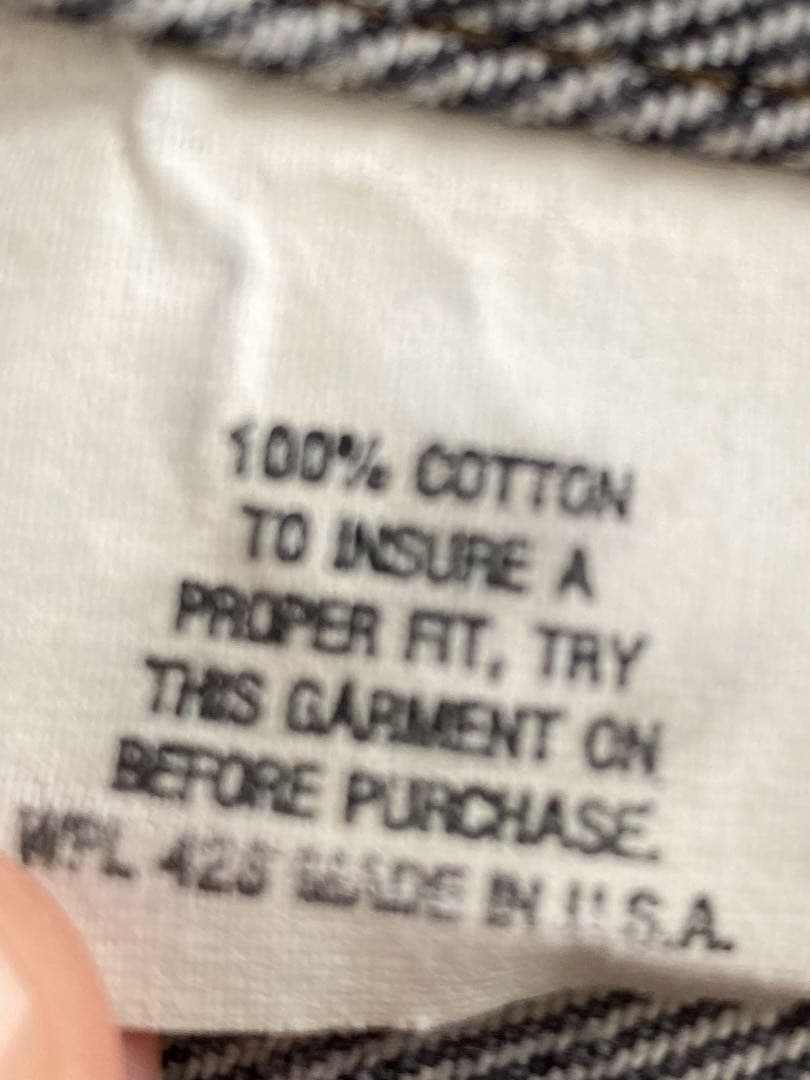 100% COTTON
TO INSURE A
PROPER FIT, TRY
THIS GARMENT ON
BEFORE PURCHASE.
WPL 423 MADE IN U.S.A.